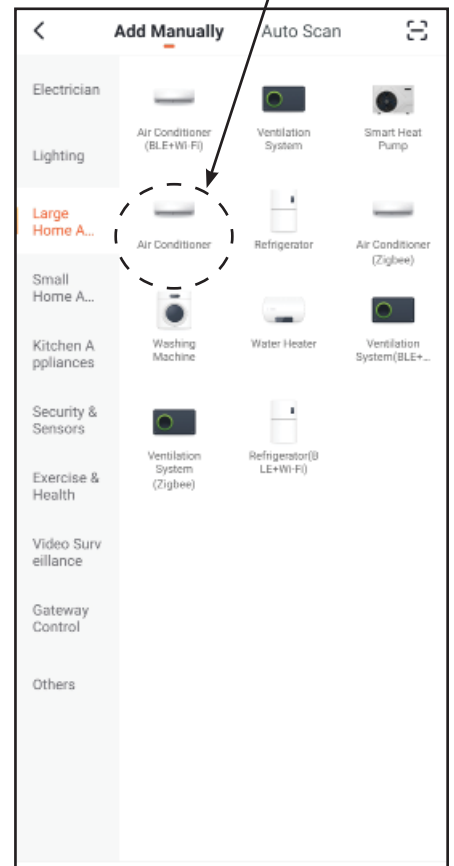 Add Manually
Auto Scan
Electrician
Lighting
Large
Home A...
Small
Home A...
Kitchen A
ppliances
Security &
Sensors
Exercise &
Health
Video Surv
eillance
Gateway
Control
Others
Air Conditioner
(BLE+Wi-Fi)
Ventilation
System
Smart Heat
Pump
Air Conditioner
Refrigerator
Air Conditioner
(Zigbee)
Washing
Machine
Water Heater
Ventilation
System(BLE+...
Ventilation
System
(Zigbee)
Refrigerator(B
LE+Wi-Fi)